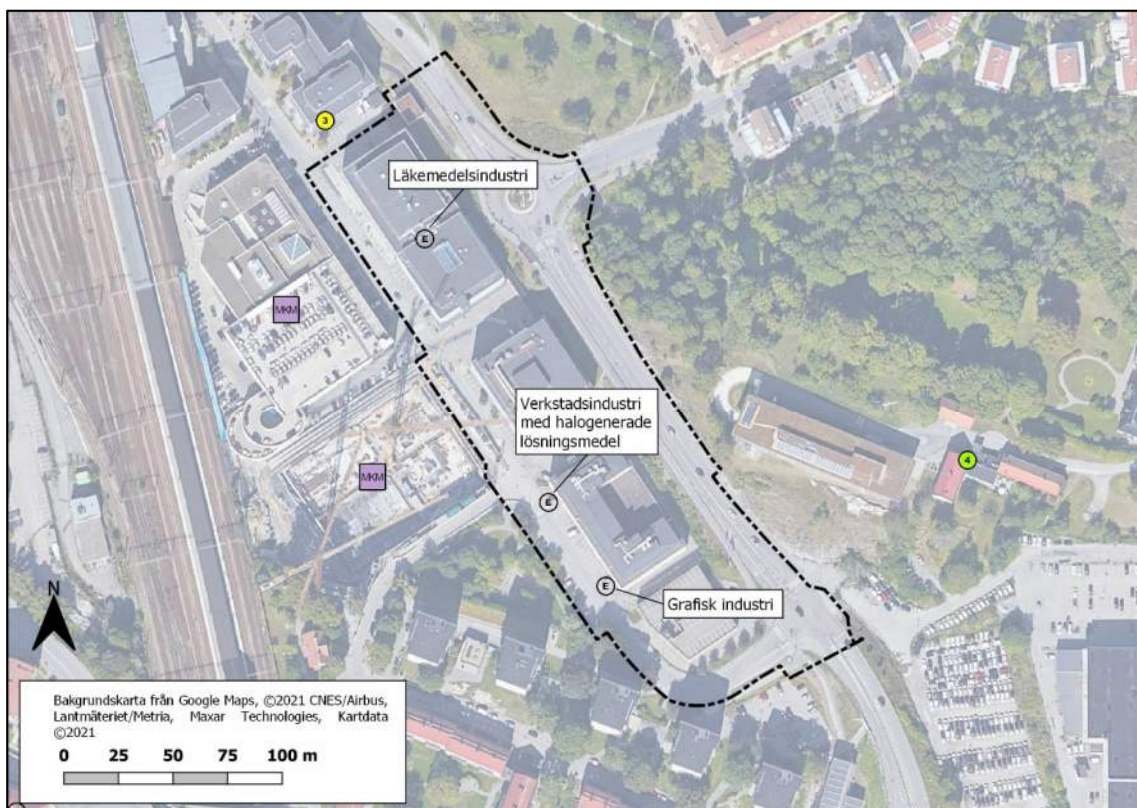 3
Läkemedelsindustri
E
MKM
Verkstadsindustri
med halogenerade
lösningsmedel
MKM
4
E
E
Grafisk industri
N
Bakgrundskarta från Google Maps, ©2021 CNES/Airbus,
Lantmäteriet/Metria, Maxar Technologies, Kartdata
©2021
0 25 50 75 100 m